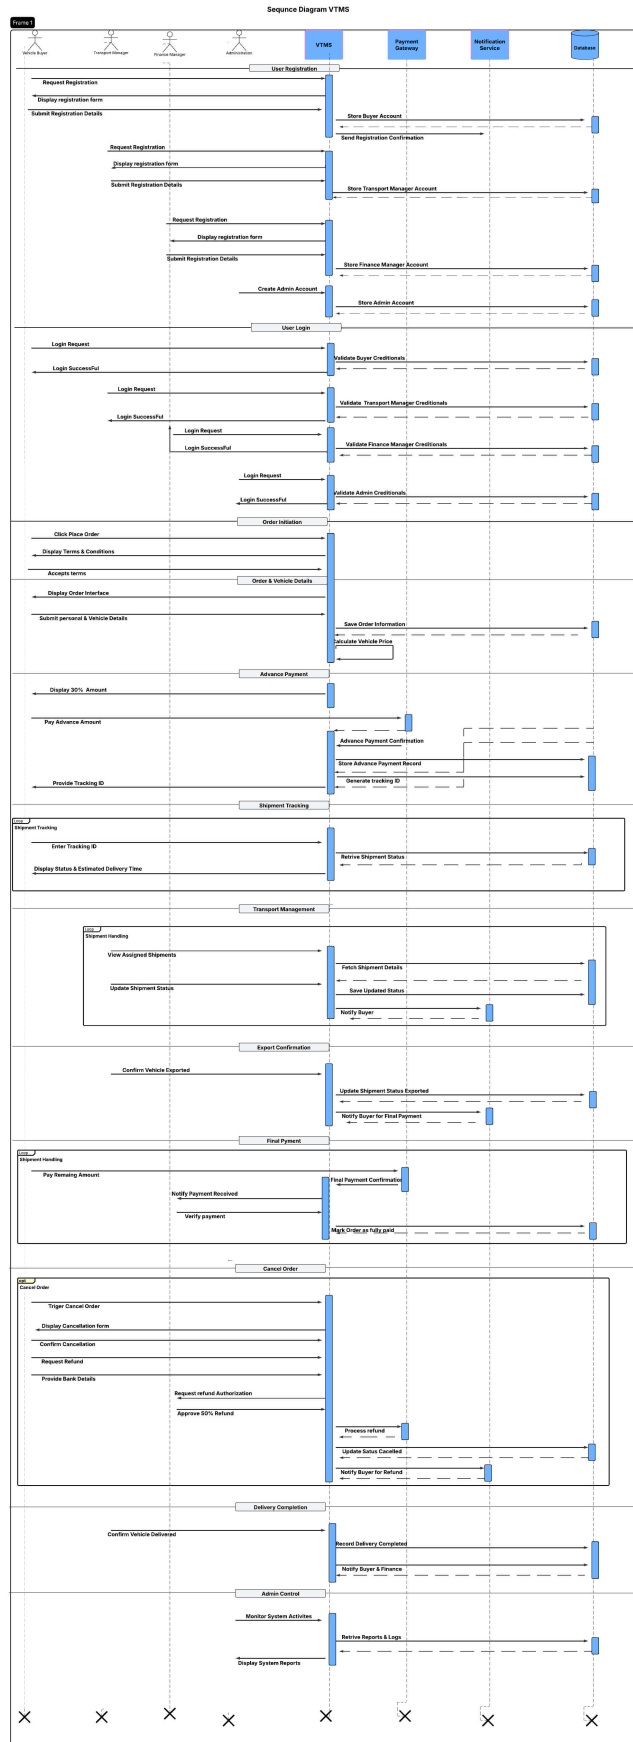 Sequnce Diagram VTMS
Frame 1
Vehicle Buyer
Transport Manager
Finance Manager
Administration
VTMS
Payment
Gateway
Notification
Service
Database
User Registration
Request Registration
Display registration form
Submit Registration Details
Store Buyer Account
Send Registration Confirmation
Request Registration
Display registration form
Submit Registration Details
Store Transport Manager Account
Request Registration
Display registration form
Submit Registration Details
Store Finance Manager Account
Create Admin Account
Store Admin Account
User Login
Login Request
Validate Buyer Creditionals
Login SuccessFul
Login Request
Validate Transport Manager Creditionals
Login SuccessFul
Login Request
Validate Finance Manager Creditionals
Login SuccessFul
Login Request
Validate Admin Creditionals
Login SuccessFul
Order Initiation
Click Place Order
Display Terms & Conditions
Accepts terms
Order & Vehicle Details
Display Order Interface
Submit personal & Vehicle Details
Save Order Information
Calculate Vehicle Price
Advance Payment
Display 30% Amount
Pay Advance Amount
Advance Payment Confirmation
Store Advance Payment Record
Generate tracking ID
Provide Tracking ID
Shipment Tracking
Loop
Shipment Tracking
Enter Tracking ID
Retrive Shipment Status
Display Status & Estimated Delivery Time
Transport Management
Loop
Shipment Handling
View Assigned Shipments
Fetch Shipment Details
Update Shipment Status
Save Updated Status
Notify Buyer
Export Confirmation
Confirm Vehicle Exported
Update Shipment Status Exported
Notify Buyer for Final Payment
Final Pyment
Loop
Shipment Handling
Pay Remaing Amount
Final Payment Confirmation
Notify Payment Received
Verify payment
Mark Order as fully paid
...
Cancel Order
opt
Cancel Order
Triger Cancel Order
Display Cancellation form
Confirm Cancellation
Request Refund
Provide Bank Details
Request refund Authorization
Approve 50% Refund
Process refund
Update Satus Cacelled
Notify Buyer for Refund
Delivery Completion
Confirm Vehicle Delivered
Record Delivery Completed
Notify Buyer & Finance
Admin Control
Monitor System Activites
Retrive Reports & Logs
Display System Reports